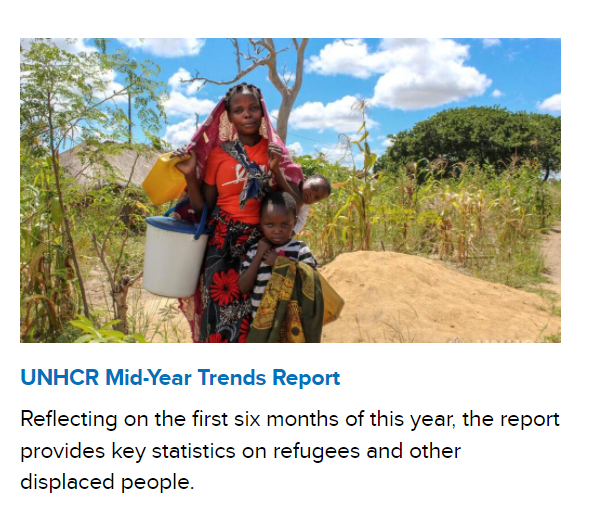 UNHCR Mid-Year Trends Report
Reflecting on the first six months of this year, the report
provides key statistics on refugees and other
displaced people.